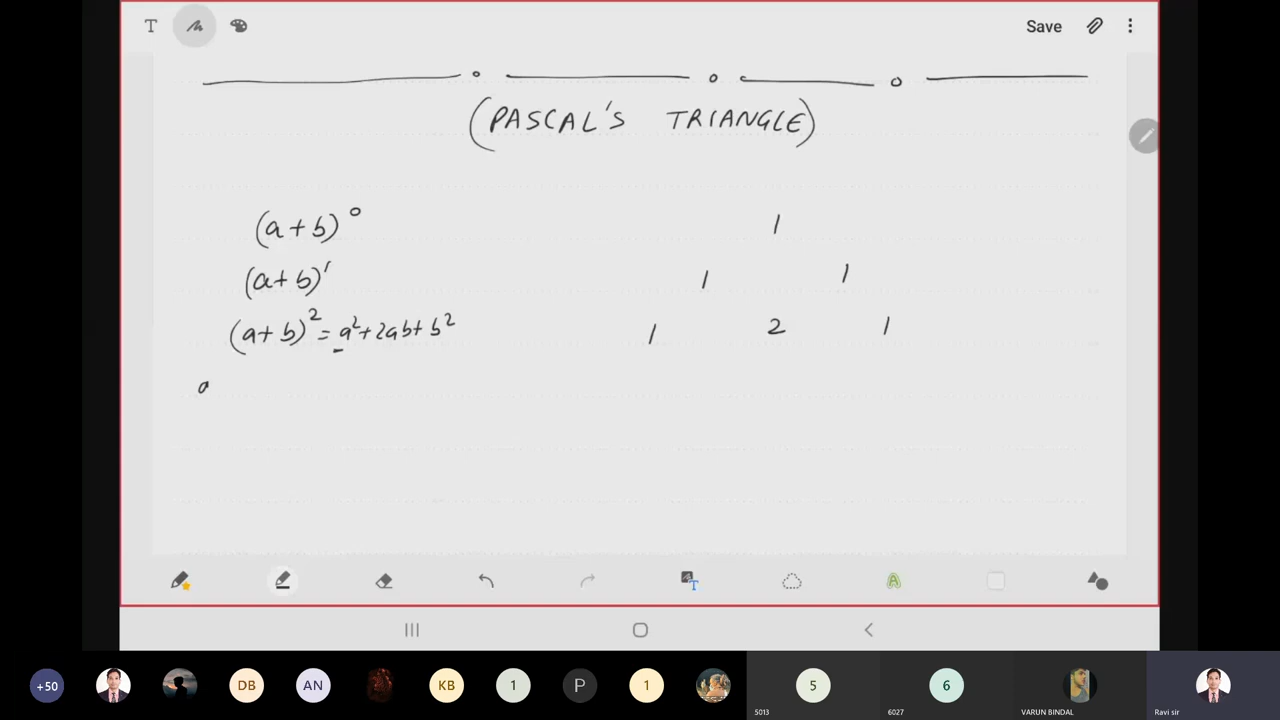 T Save
(PASCAL'S TRIANGLE)
(a+b)⁰ 1
(a+b)¹ 1 1
(a+b)² = a²+2ab+b² 1 2 1
a
T A
+50 DB AN KB 1 P 1 5 6
5013 6027 VARUN BINDAL Ravi sir